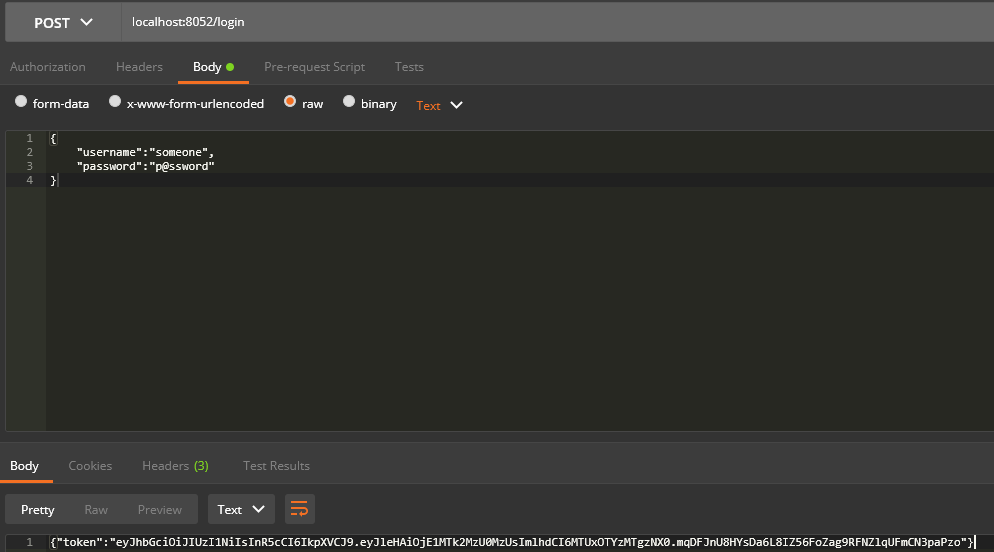 POST localhost:8052/login
Authorization Headers Body Pre-request Script Tests
form-data x-www-form-urlencoded raw binary Text
1 {
2 "username":"someone",
3 "password":"p@ssword"
4 }
Body Cookies Headers (3) Test Results
Pretty Raw Preview Text
1 {"token":"eyJhbGciOiJIUzI1NiIsInR5cCI6IkpXVCJ9.eyJleHAiOjE1MTk2MzU0MzUsImlhdCI6MTUxOTYzMTgzNX0.mqDFJnU8HYsDa6L8IZ56FoZag9RFNZlqUFmCN3paPzo"}